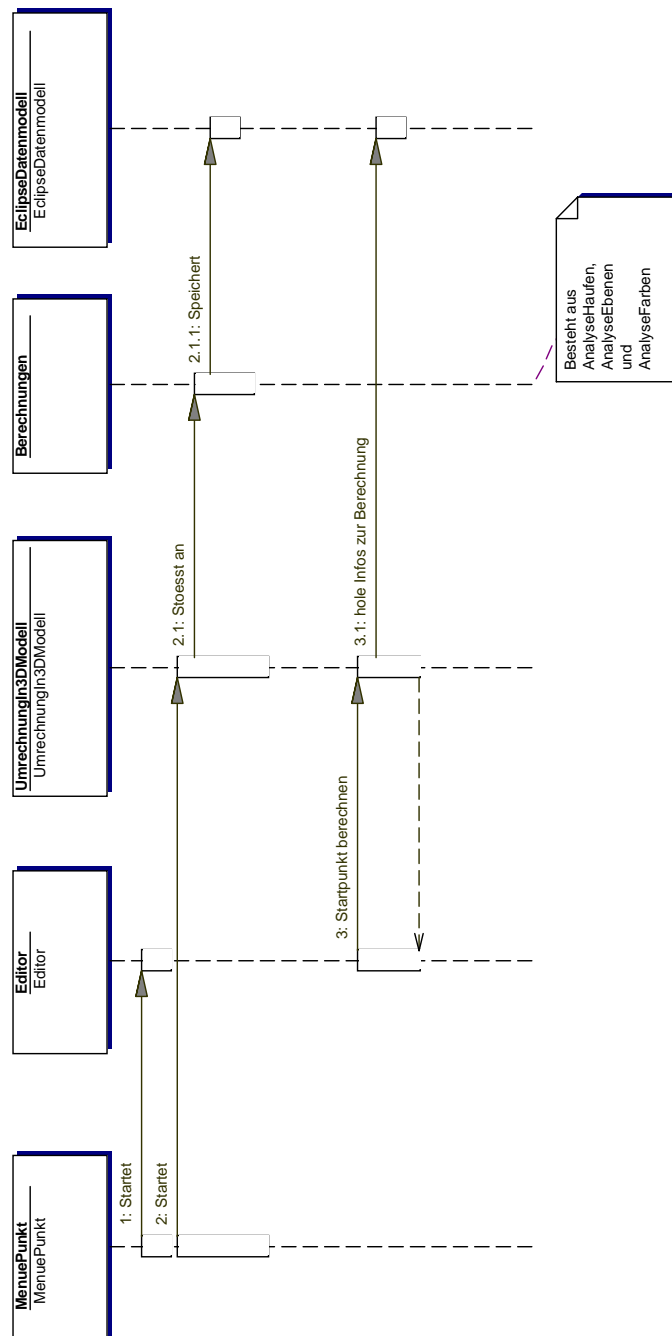 MenuePunkt
MenuePunkt
Editor
Editor
UmrechnungIn3DModell
UmrechnungIn3DModell
Berechnungen
EclipseDatenmodell
EclipseDatenmodell
1: Startet
2: Startet
2.1: Stoesst an
2.1.1: Speichert
3: Startpunkt berechnen
3.1: hole Infos zur Berechnung
Besteht aus
AnalyseHaufen,
AnalyseEbenen
und
AnalyseFarben